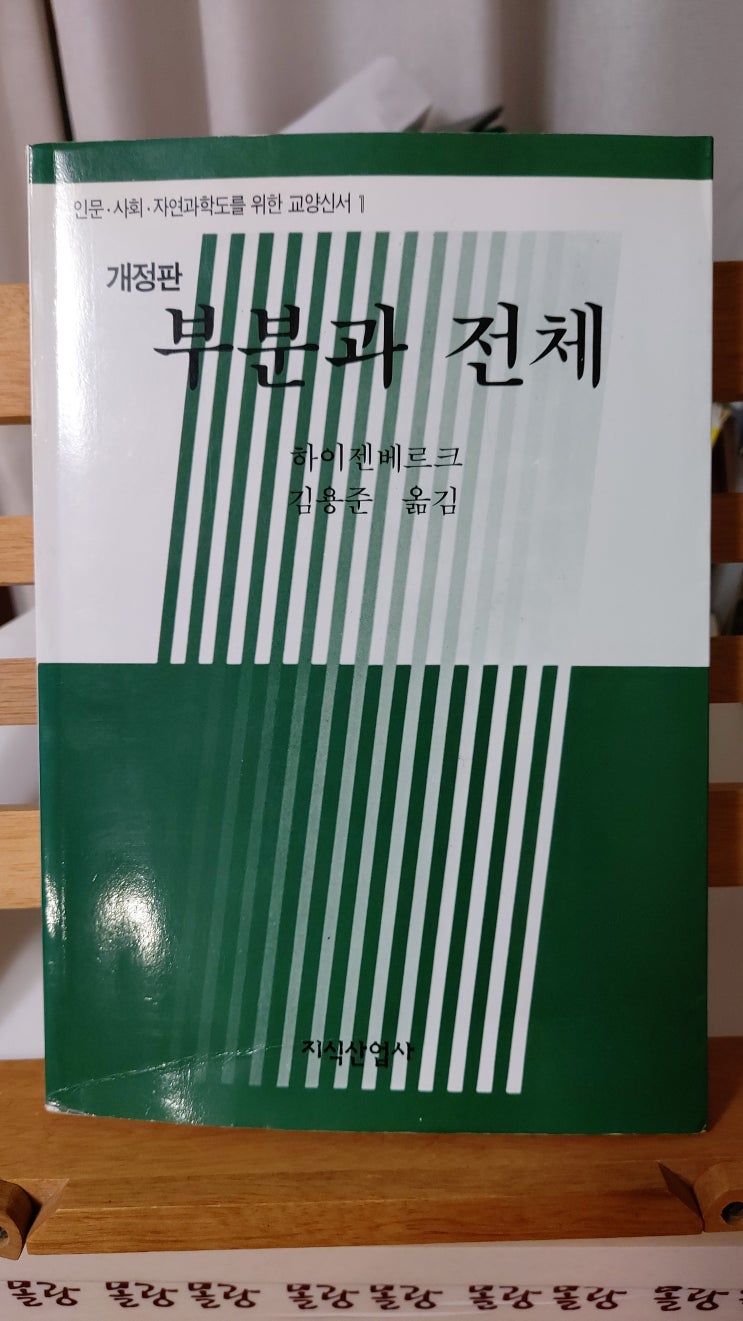 인문·사회·자연과학도를 위한 교양신서 1
개정판
부분과 전체
하이젠베르크
김용준 옮김
지식산업사
몰랑 몰랑 몰랑 몰랑 몰랑 몰랑 몰랑 몰랑